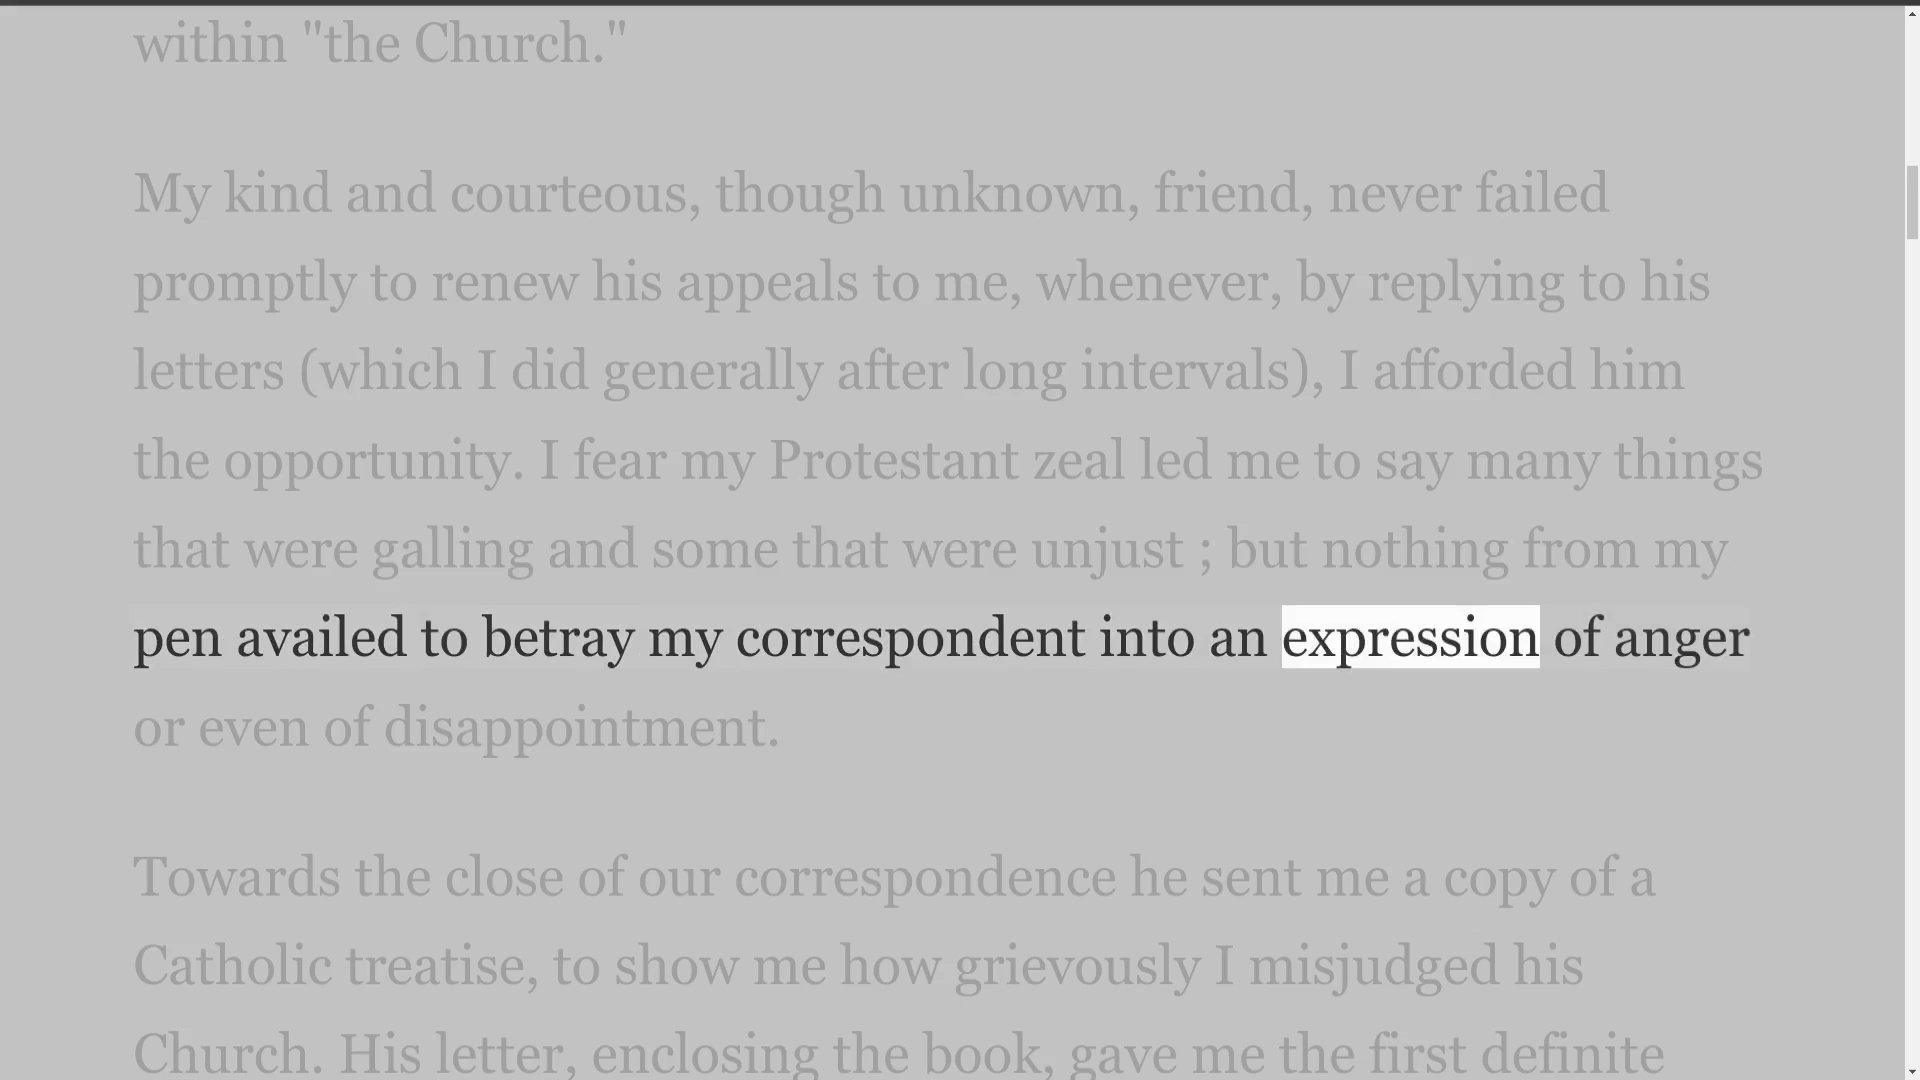 within "the Church."
My kind and courteous, though unknown, friend, never failed
promptly to renew his appeals to me, whenever, by replying to his
letters (which I did generally after long intervals), I afforded him
the opportunity. I fear my Protestant zeal led me to say many things
that were galling and some that were unjust ; but nothing from my
pen availed to betray my correspondent into an expression of anger
or even of disappointment.
Towards the close of our correspondence he sent me a copy of a
Catholic treatise, to show me how grievously I misjudged his
Church. His letter, enclosing the book, gave me the first definite